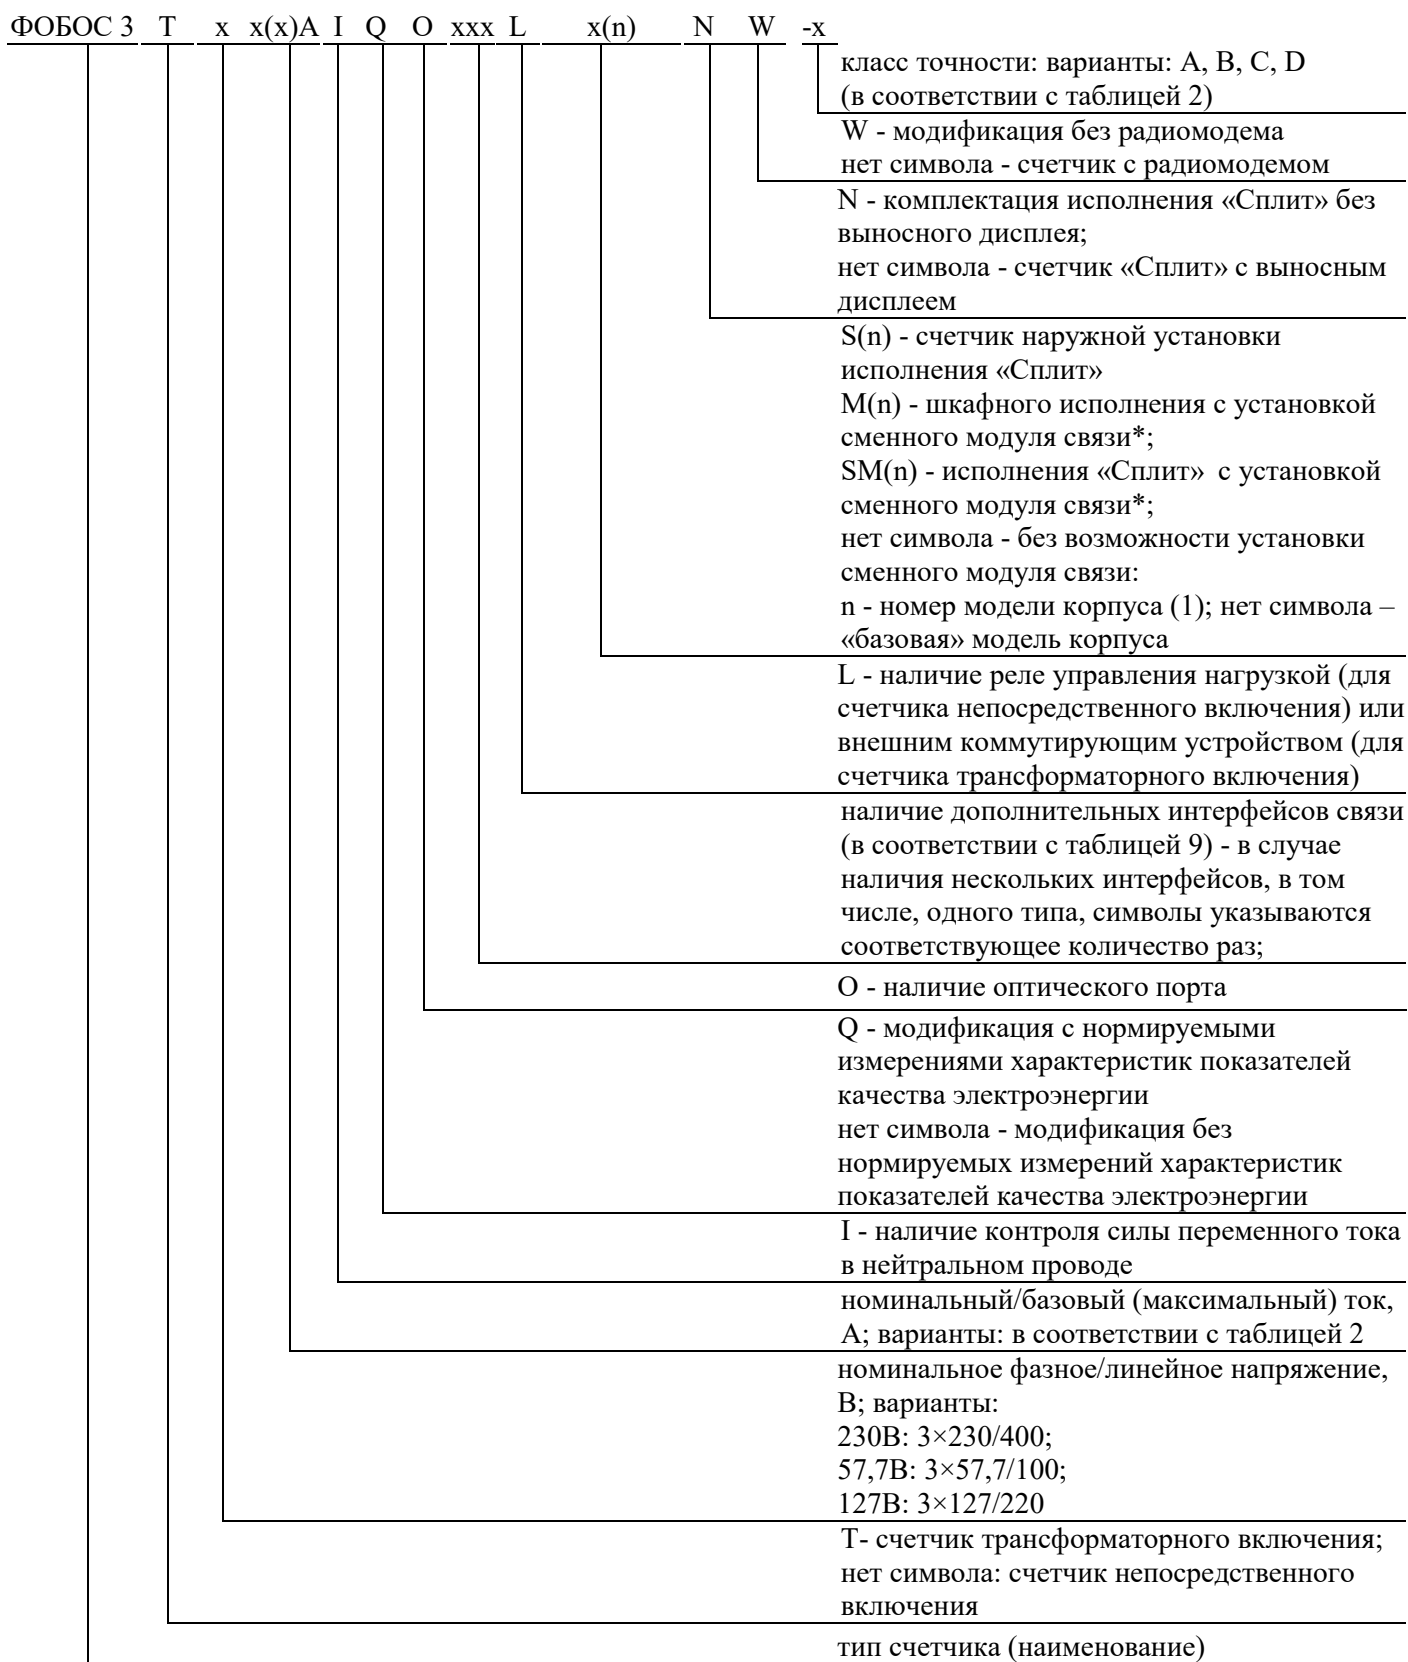 ФОБОС 3 Т х х(х)А I Q О ххх L х(n) N W -х
класс точности: варианты: А, В, С, D
(в соответствии с таблицей 2)
W - модификация без радиомодема
нет символа - счетчик с радиомодемом
N - комплектация исполнения «Сплит» без
выносного дисплея;
нет символа - счетчик «Сплит» с выносным
дисплеем
S(n) - счетчик наружной установки
исполнения «Сплит»
М(n) - шкафного исполнения с установкой
сменного модуля связи*;
SM(n) - исполнения «Сплит» с установкой
сменного модуля связи*;
нет символа - без возможности установки
сменного модуля связи:
n - номер модели корпуса (1); нет символа –
«базовая» модель корпуса
L - наличие реле управления нагрузкой (для
счетчика непосредственного включения) или
внешним коммутирующим устройством (для
счетчика трансформаторного включения)
наличие дополнительных интерфейсов связи
(в соответствии с таблицей 9) - в случае
наличия нескольких интерфейсов, в том
числе, одного типа, символы указываются
соответствующее количество раз;
О - наличие оптического порта
Q - модификация с нормируемыми
измерениями характеристик показателей
качества электроэнергии
нет символа - модификация без
нормируемых измерений характеристик
показателей качества электроэнергии
I - наличие контроля силы переменного тока
в нейтральном проводе
номинальный/базовый (максимальный) ток,
А; варианты: в соответствии с таблицей 2
номинальное фазное/линейное напряжение,
В; варианты:
230В: 3×230/400;
57,7В: 3×57,7/100;
127В: 3×127/220
Т- счетчик трансформаторного включения;
нет символа: счетчик непосредственного
включения
тип счетчика (наименование)